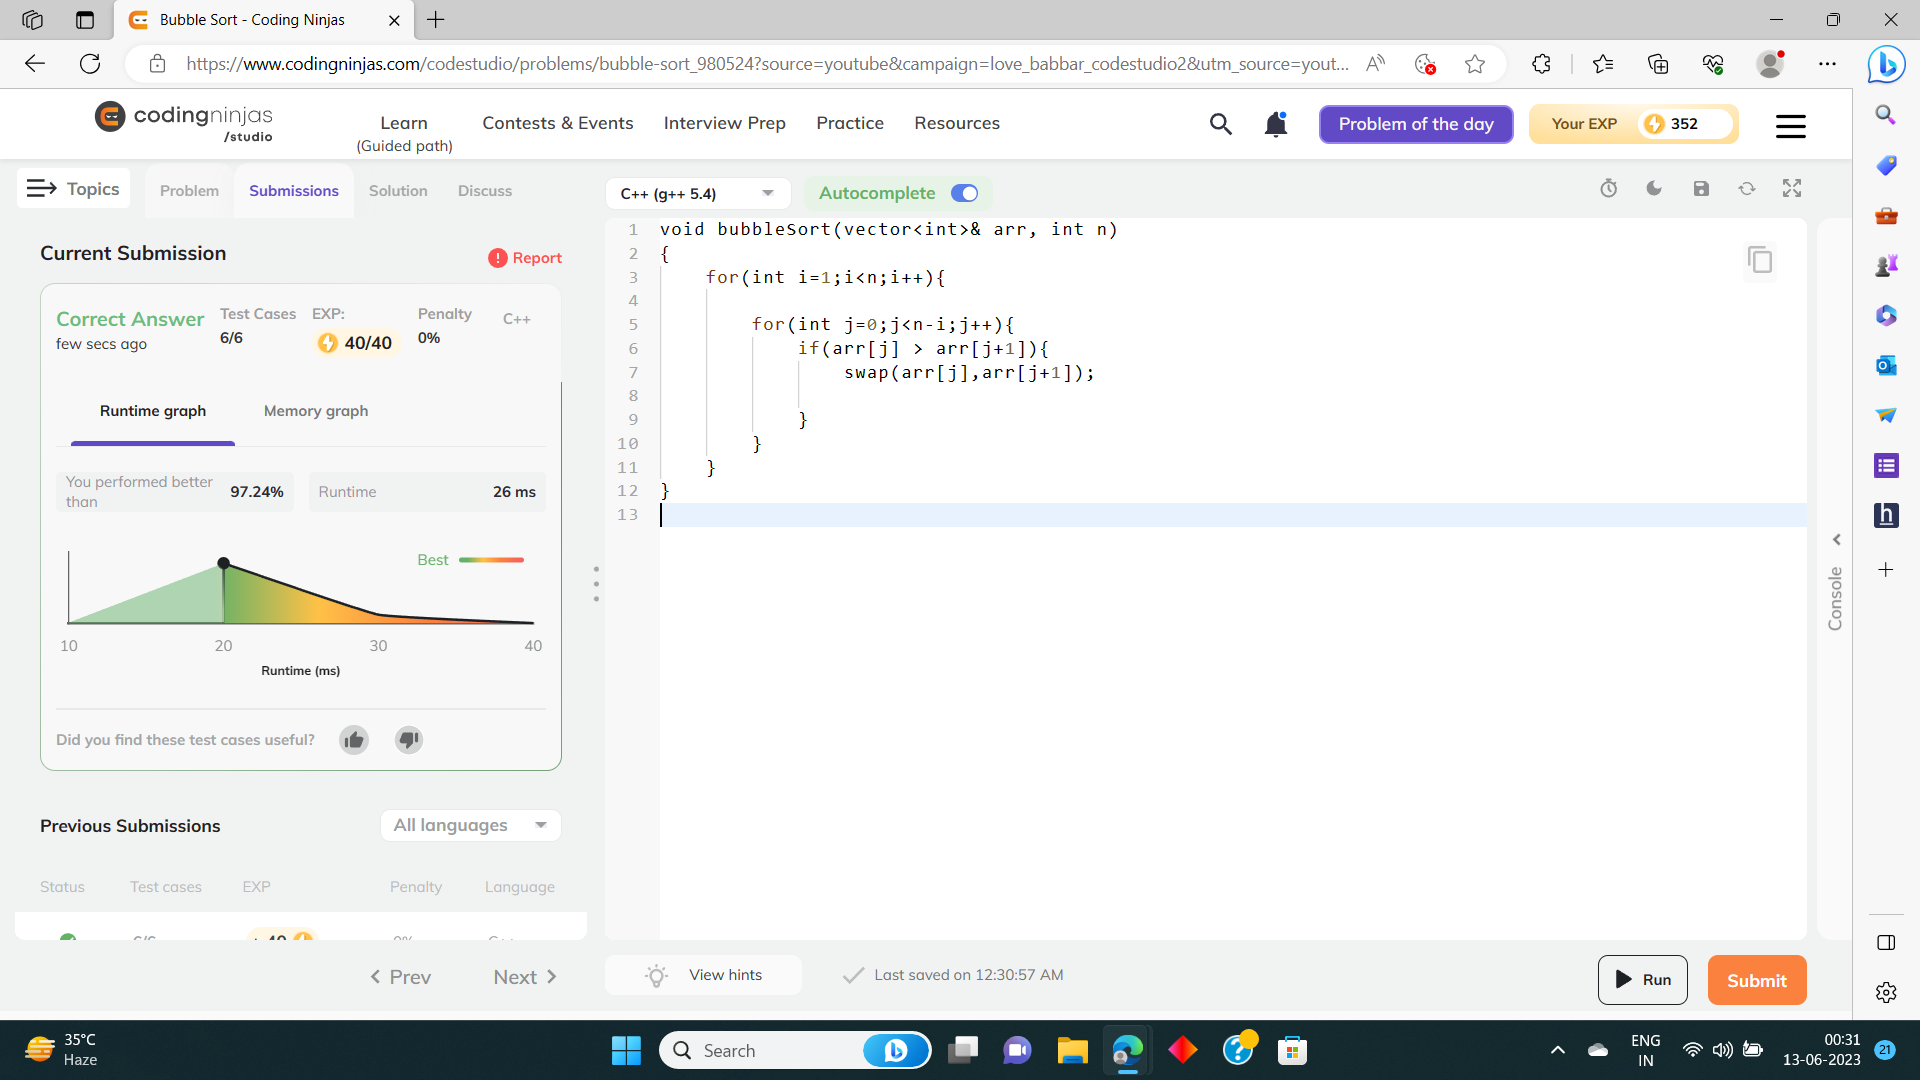 Bubble Sort - Coding Ninjas
https://www.codingninjas.com/codestudio/problems/bubble-sort_980524?source=youtube&campaign=love_babbar_codestudio2&utm_source=yout...
codingninjas
/studio
Learn
(Guided path)
Contests & Events
Interview Prep
Practice
Resources
Problem of the day
Your EXP
352
Topics
Problem
Submissions
Solution
Discuss
C++ (g++ 5.4)
Autocomplete
Current Submission
Report
Correct Answer
few secs ago
Test Cases
6/6
EXP:
40/40
Penalty
0%
C++
Runtime graph
Memory graph
You performed better
than
97.24%
Runtime
26 ms
Best
10
20
30
40
Runtime (ms)
Did you find these test cases useful?
Previous Submissions
All languages
Status
Test cases
EXP
Penalty
Language
Prev
Next
1 void bubbleSort(vector<int>& arr, int n)
2 {
3     for(int i=1;i<n;i++){
4
5         for(int j=0;j<n-i;j++){
6             if(arr[j] > arr[j+1]){
7                 swap(arr[j],arr[j+1]);
8
9             }
10         }
11     }
12 }
13
Console
View hints
Last saved on 12:30:57 AM
Run
Submit
35°C
Haze
Search
ENG
IN
00:31
13-06-2023
21